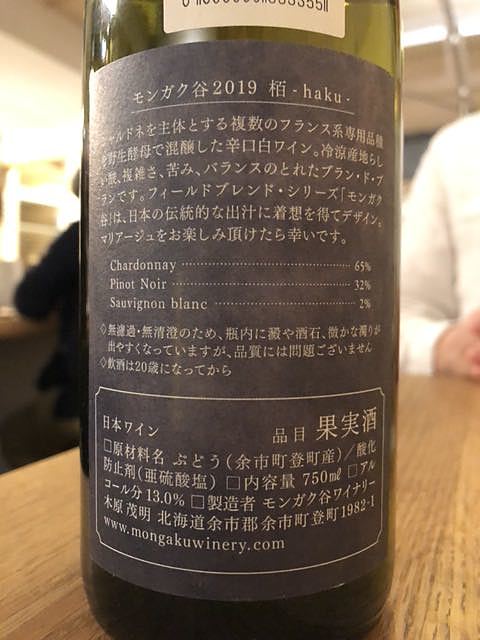 モンガク谷2019 栢 -haku-
ールドネを主体とする複数のフランス系専用品種
野生酵母で混醸した辛口白ワイン。冷涼産地らし
酸、複雑さ、苦み、バランスのとれたブラン・ド・ブ
ランです。フィールドブレンド・シリーズ「モンガク
谷」は、日本の伝統的な出汁に着想を得てデザイン。
マリアージュをお楽しみ頂けたら幸いです。
Chardonnay 65%
Pinot Noir 32%
Sauvignon blanc 2%
◇無濾過・無清澄のため、瓶内に澱や酒石、微かな濁りが
出やすくなっていますが、品質には問題ございません
◇飲酒は20歳になってから
日本ワイン 品目 果実酒
□原材料名 ぶどう(余市町登町産)/酸化
防止剤(亜硫酸塩) □内容量 750ml □アル
コール分 13.0% □製造者 モンガク谷ワイナリー
木原茂明 北海道余市郡余市町登町1982-1
www.mongakuwinery.com